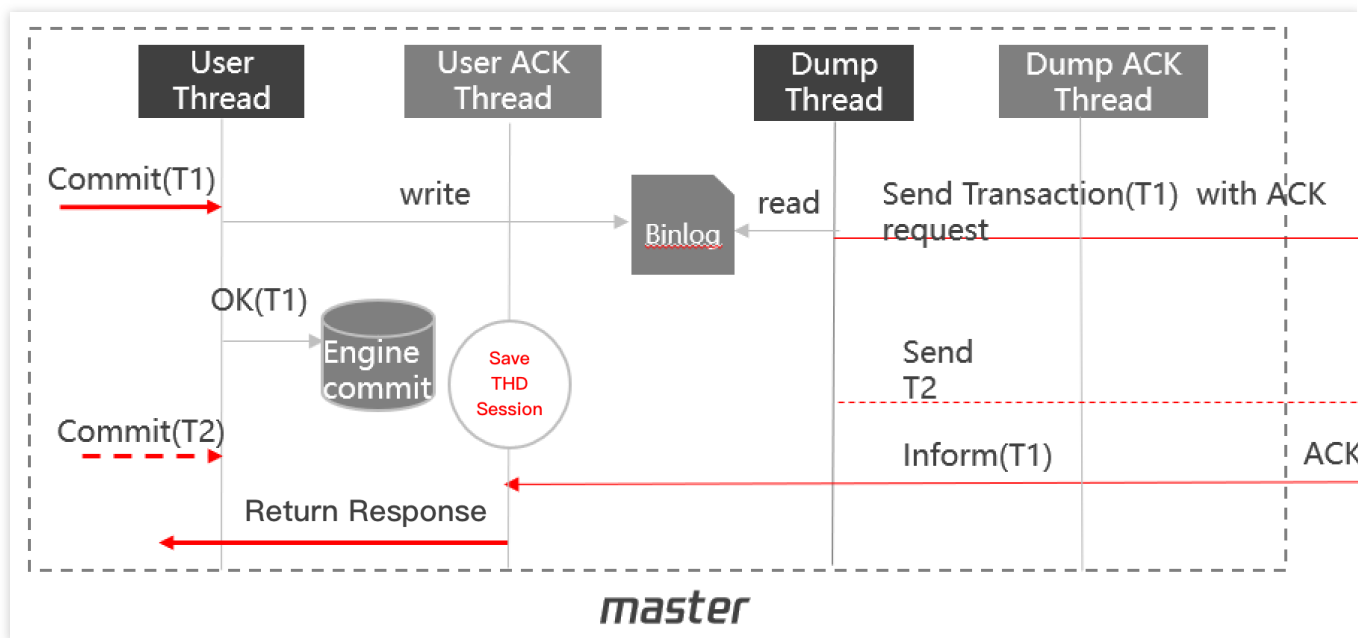 User
Thread
User ACK
Thread
Dump
Thread
Dump ACK
Thread
Commit(T1)
write
Binlog
read
Send Transaction(T1) with ACK
request
OK(T1)
Engine
commit
Save
THD
Session
Send
T2
Commit(T2)
Inform(T1)
ACK
Return Response
master